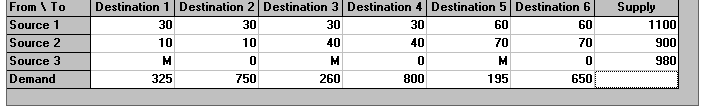 From \ To Destination 1 Destination 2 Destination 3 Destination 4 Destination 5 Destination 6 Supply
Source 1 30 30 30 30 60 60 1100
Source 2 10 10 40 40 70 70 900
Source 3 M 0 M 0 M 0 980
Demand 325 750 260 800 195 650